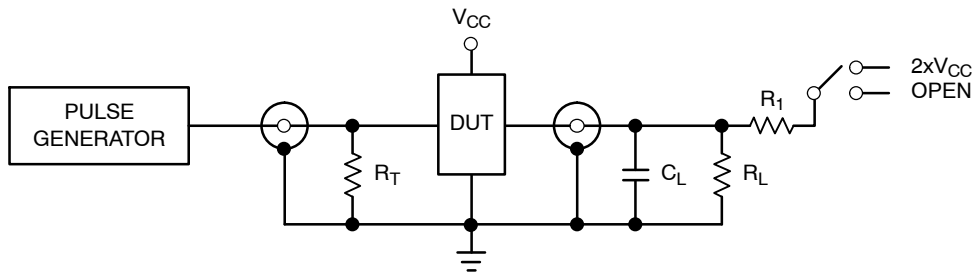 V_CC
2xV_CC
OPEN
PULSE
GENERATOR
DUT
R_1
R_T
C_L
R_L